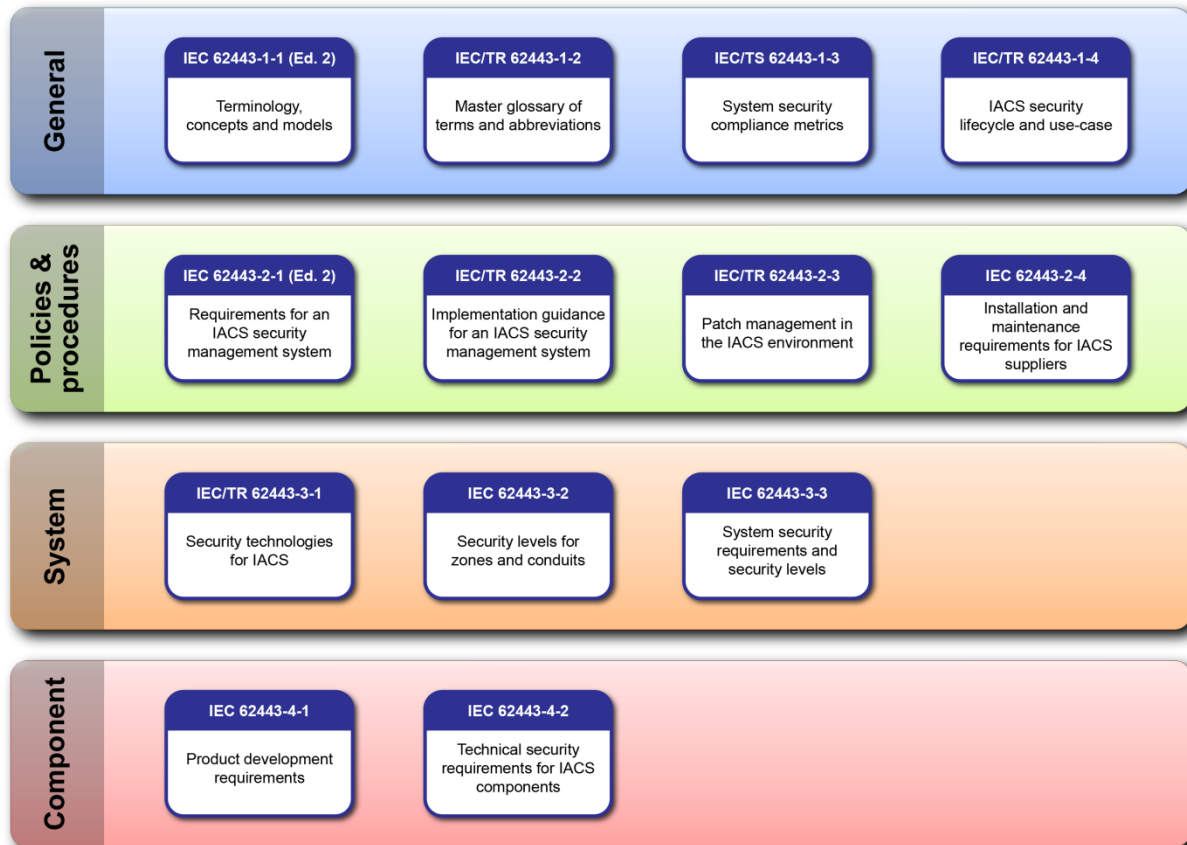 General
IEC 62443-1-1 (Ed. 2)
Terminology,
concepts and models
IEC/TR 62443-1-2
Master glossary of
terms and abbreviations
IEC/TS 62443-1-3
System security
compliance metrics
IEC/TR 62443-1-4
IACS security
lifecycle and use-case
Policies &
procedures
IEC 62443-2-1 (Ed. 2)
Requirements for an
IACS security
management system
IEC/TR 62443-2-2
Implementation guidance
for an IACS security
management system
IEC/TR 62443-2-3
Patch management in
the IACS environment
IEC 62443-2-4
Installation and
maintenance
requirements for IACS
suppliers
System
IEC/TR 62443-3-1
Security technologies
for IACS
IEC 62443-3-2
Security levels for
zones and conduits
IEC 62443-3-3
System security
requirements and
security levels
Component
IEC 62443-4-1
Product development
requirements
IEC 62443-4-2
Technical security
requirements for IACS
components